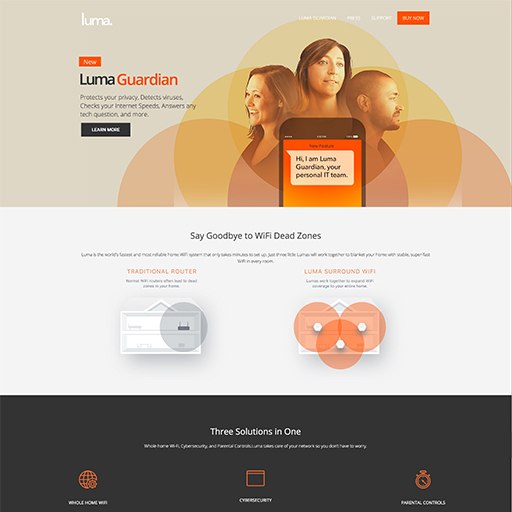 luma.
LUMA GUARDIAN
PRESS
SUPPORT
BUY NOW
New
Luma Guardian
Protects your privacy, Detects viruses,
Checks your Internet Speeds, Answers any
tech question, and more.
LEARN MORE
New Feature
Hi, I am Luma
Guardian, your
personal IT team.
Say Goodbye to WiFi Dead Zones
Luma is the world's fastest and most reliable home WiFi system that only takes minutes to set up. Just three little Lumas will work together to blanket your home with stable, super-fast
WiFi in every room.
TRADITIONAL ROUTER
Normal WiFi routers often lead to dead
zones in your home.
LUMA SURROUND WIFI
Lumas work together to expand WiFi
coverage to your entire home.
Three Solutions in One
Whole home Wi-Fi, Cybersecurity, and Parental Controls Luma takes care of your network so you don't have to worry.
WHOLE HOME WIFI
CYBERSECURITY
PARENTAL CONTROLS